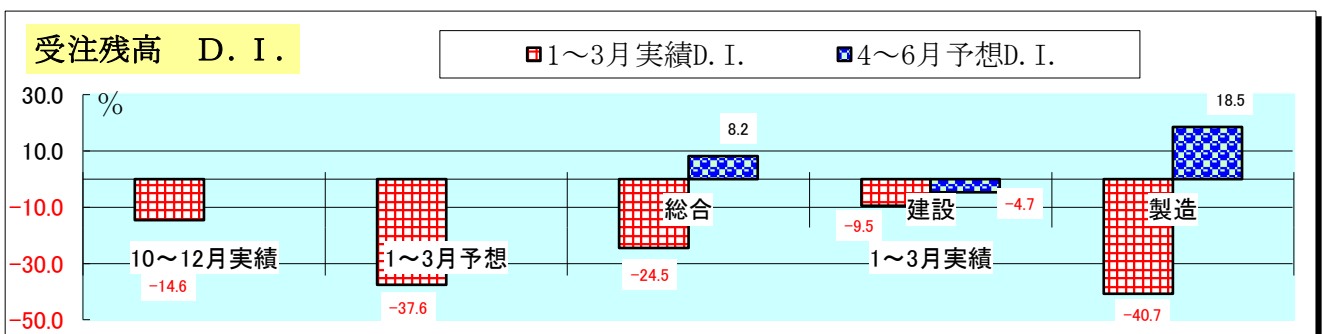 受注残高　Ｄ．Ｉ．
1～3月実績D.I.
4～6月予想D.I.
30.0
%
18.5
10.0
8.2
-10.0
総合
建設
製造
-9.5
-4.7
10～12月実績
1～3月予想
1～3月実績
-30.0
-14.6
-24.5
-37.6
-40.7
-50.0